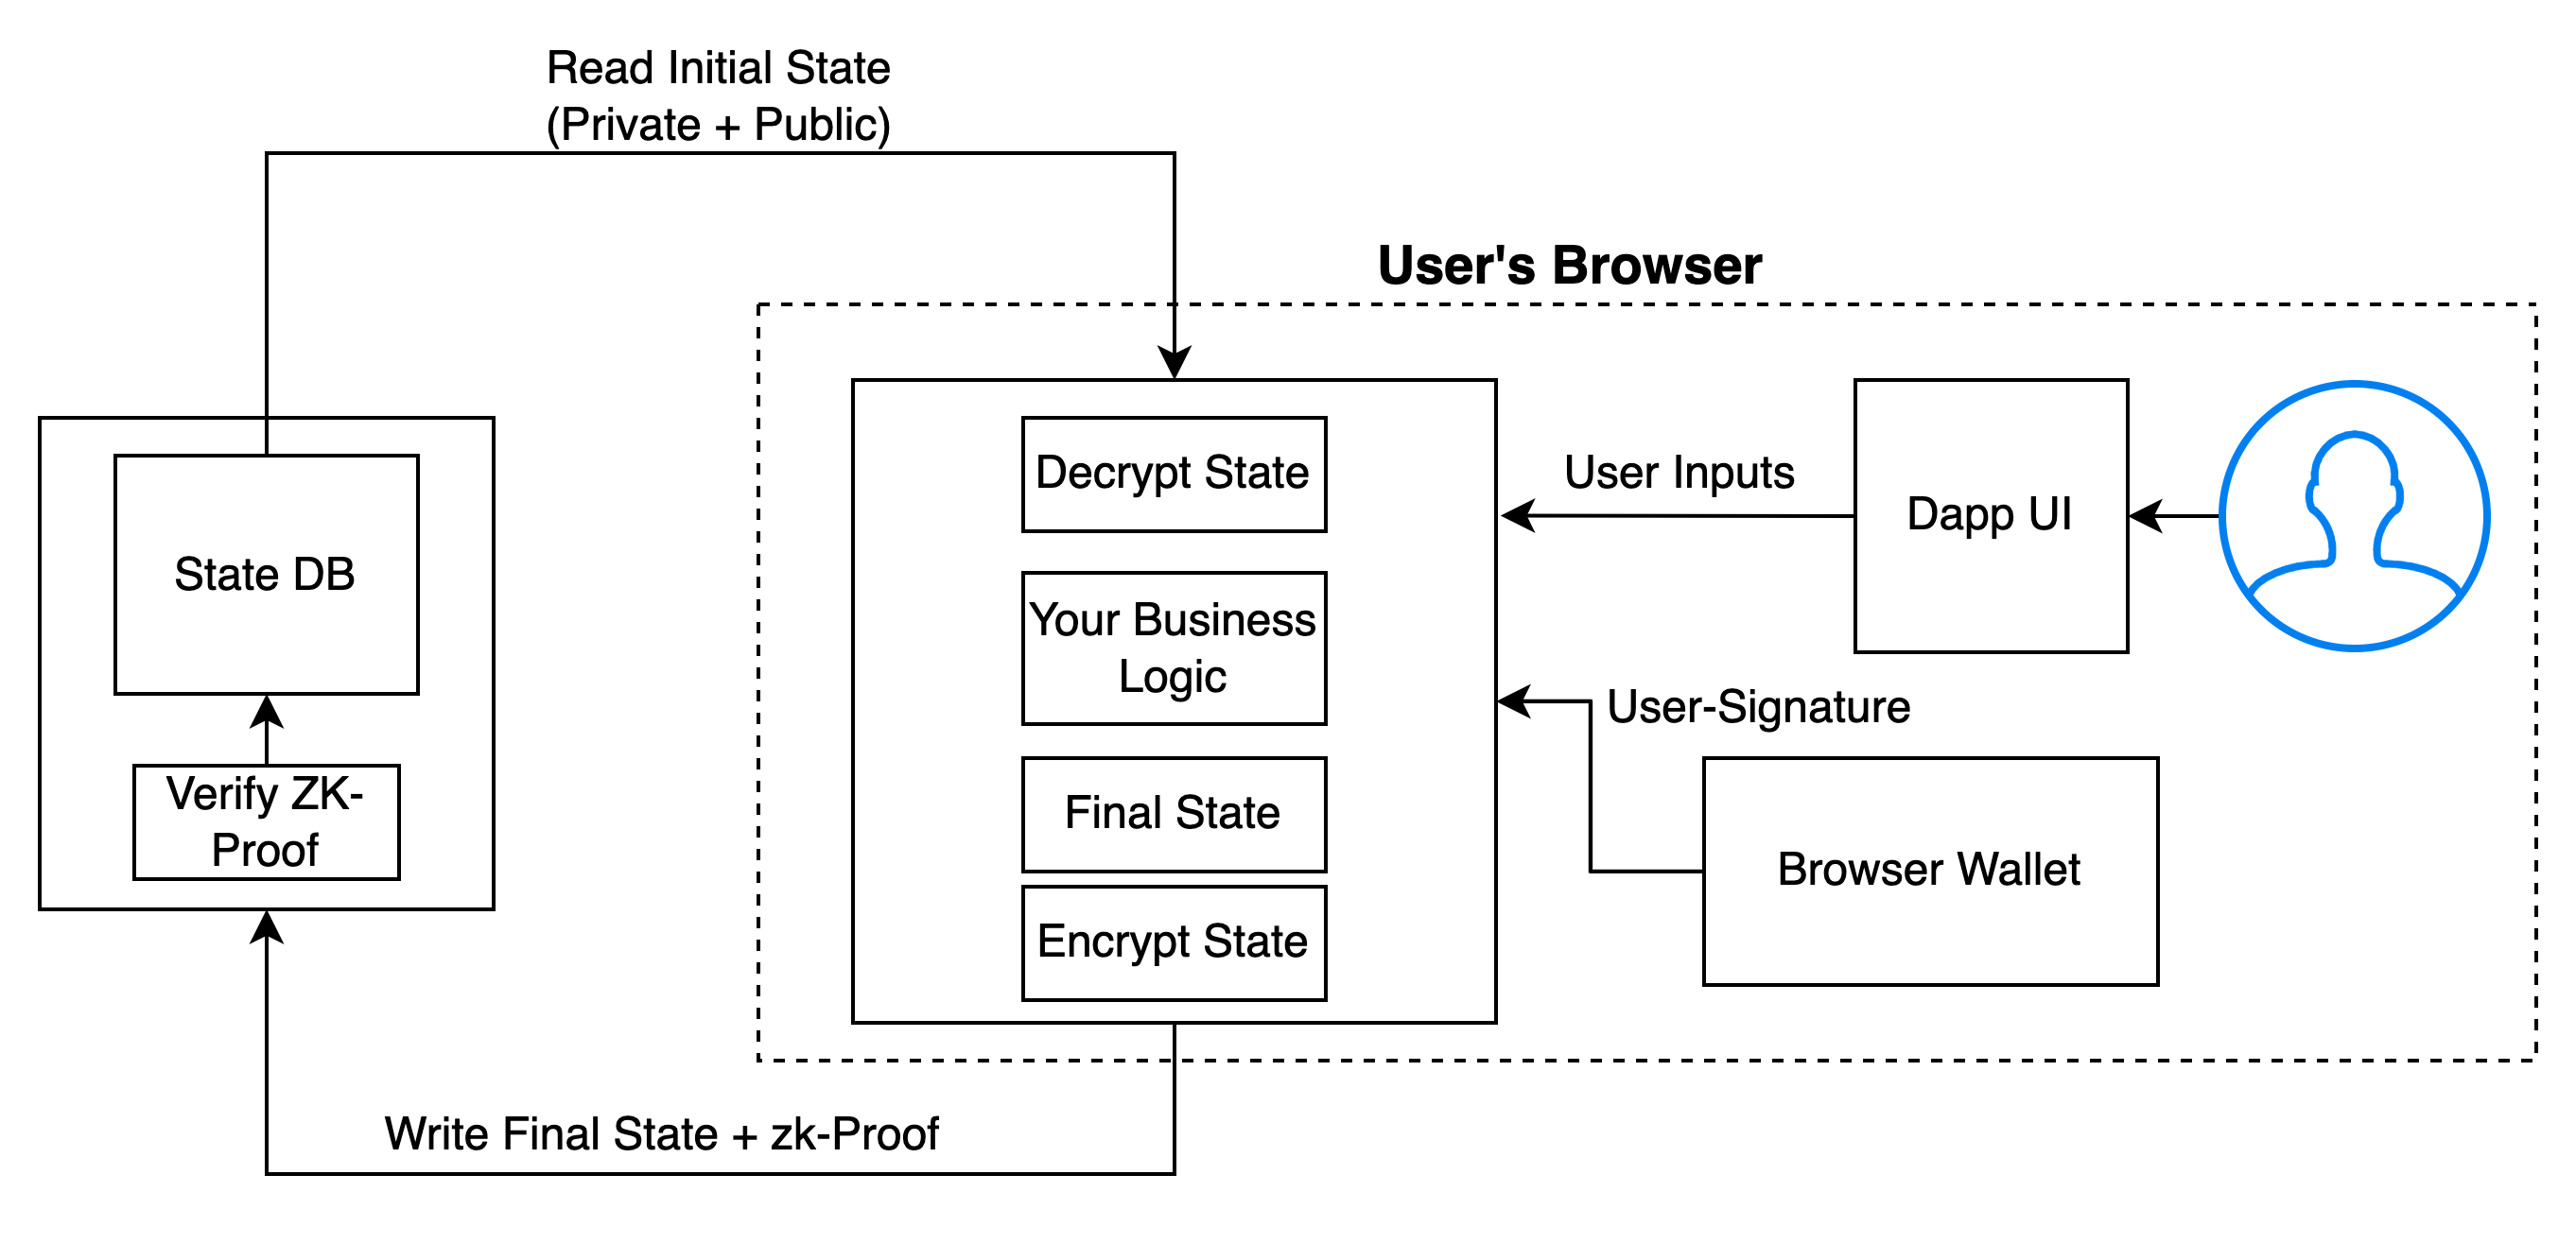 Read Initial State
(Private + Public)
User's Browser
State DB
Verify ZK-
Proof
Decrypt State
Your Business
Logic
Final State
Encrypt State
User Inputs
Dapp UI
User-Signature
Browser Wallet
Write Final State + zk-Proof